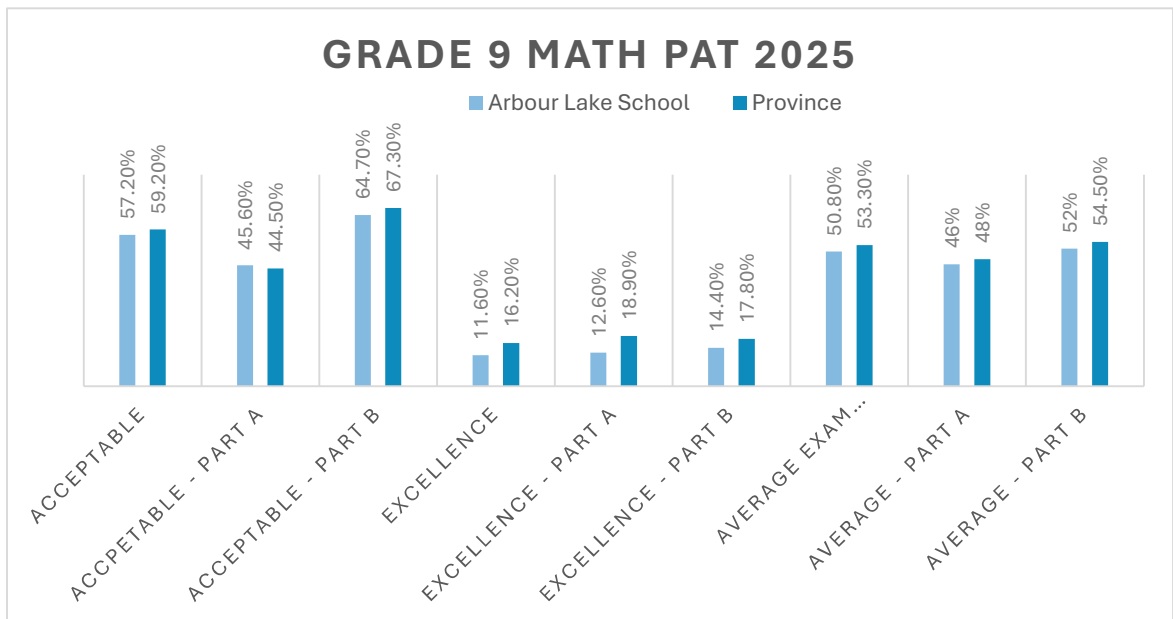 GRADE 9 MATH PAT 2025
Arbour Lake School Province
57.20% 59.20% 45.60% 44.50% 64.70% 67.30% 11.60% 16.20% 12.60% 18.90% 14.40% 17.80% 50.80% 53.30% 46% 48% 52% 54.50%
ACCEPTABLE
ACCPETABLE - PART A
ACCEPTABLE - PART B
EXCELLENCE
EXCELLENCE - PART A
EXCELLENCE - PART B
AVERAGE EXAM…
AVERAGE - PART A
AVERAGE - PART B